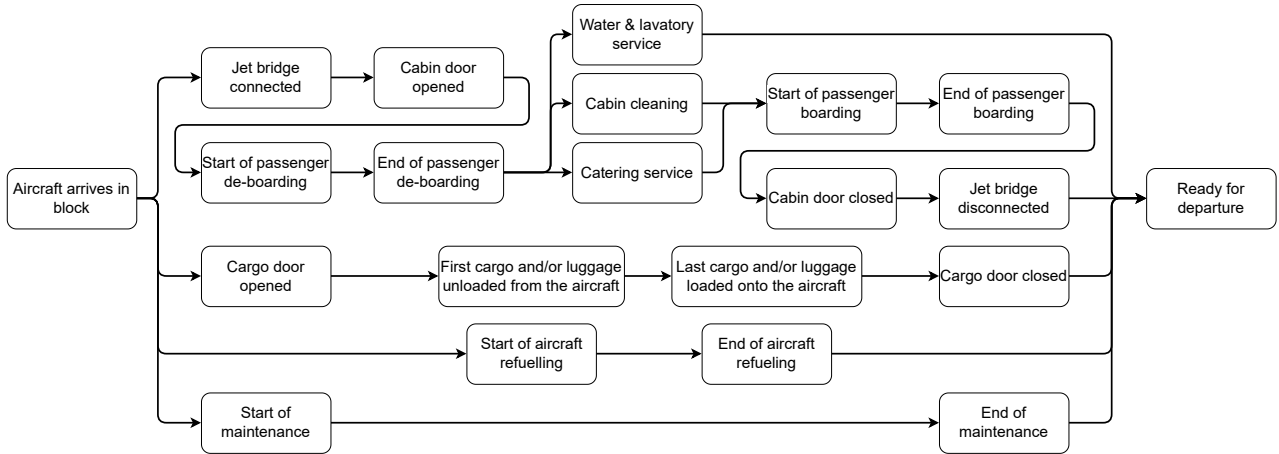 Aircraft arrives in
block
Jet bridge
connected
Cabin door
opened
Start of passenger
de-boarding
End of passenger
de-boarding
Water & lavatory
service
Cabin cleaning
Catering service
Start of passenger
boarding
End of passenger
boarding
Cabin door closed
Jet bridge
disconnected
Cargo door
opened
First cargo and/or luggage
unloaded from the aircraft
Last cargo and/or luggage
loaded onto the aircraft
Cargo door closed
Start of aircraft
refuelling
End of aircraft
refueling
Start of
maintenance
End of
maintenance
Ready for
departure